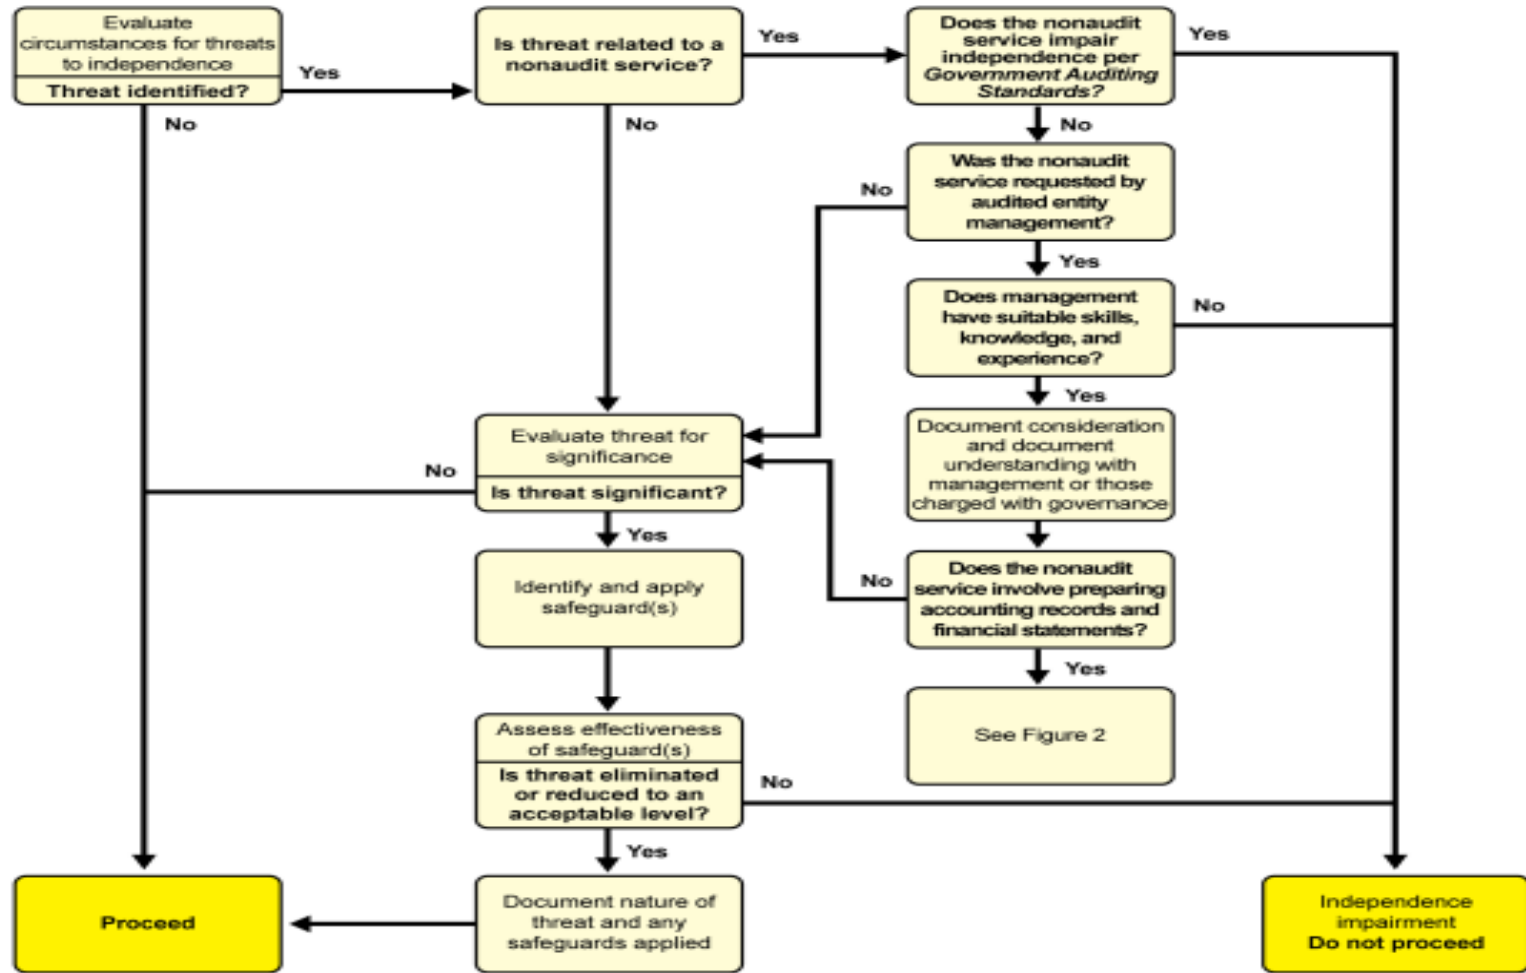 Evaluate
circumstances for threats
to independence
Threat identified?
Yes
No
Is threat related to a
nonaudit service?
Yes
No
Does the nonaudit
service impair
independence per
Government Auditing
Standards?
Yes
No
Was the nonaudit
service requested by
audited entity
management?
No
Yes
Does management
have suitable skills,
knowledge, and
experience?
No
Yes
Document consideration
and document
understanding with
management or those
charged with governance
Does the nonaudit
service involve preparing
accounting records and
financial statements?
No
Yes
See Figure 2
Evaluate threat for
significance
Is threat significant?
No
Yes
Identify and apply
safeguard(s)
Assess effectiveness
of safeguard(s)
Is threat eliminated
or reduced to an
acceptable level?
No
Yes
Document nature of
threat and any
safeguards applied
Proceed
Independence
impairment
Do not proceed